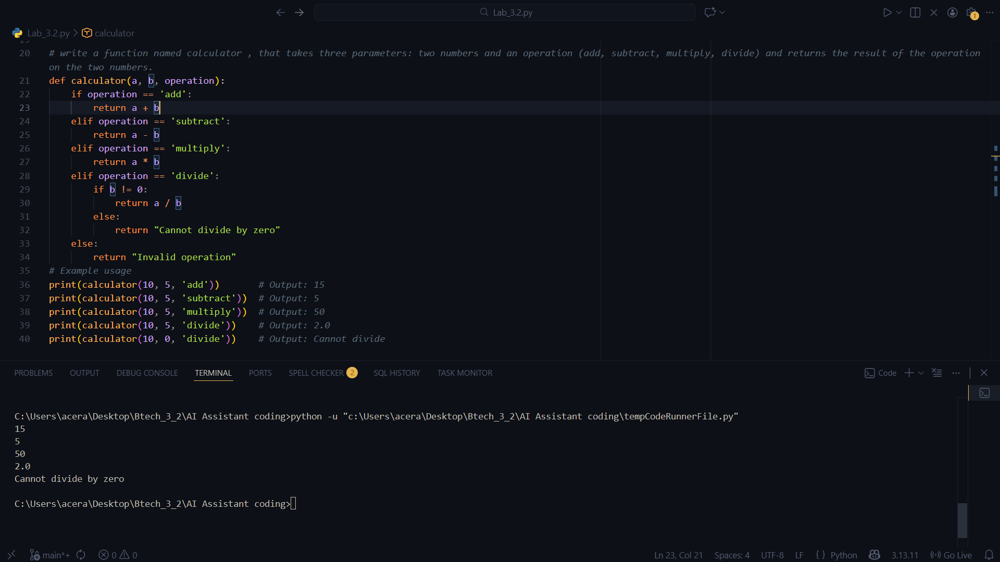 Lab_3.2.py
Lab_3.2.py > calculator
20 # write a function named calculator , that takes three parameters: two numbers and an operation (add, subtract, multiply, divide) and returns the result of the operation
on the two numbers.
21 def calculator(a, b, operation):
22     if operation == 'add':
23         return a + b
24     elif operation == 'subtract':
25         return a - b
26     elif operation == 'multiply':
27         return a * b
28     elif operation == 'divide':
29         if b != 0:
30             return a / b
31         else:
32             return "Cannot divide by zero"
33     else:
34         return "Invalid operation"
35 # Example usage
36 print(calculator(10, 5, 'add'))       # Output: 15
37 print(calculator(10, 5, 'subtract'))  # Output: 5
38 print(calculator(10, 5, 'multiply'))  # Output: 50
39 print(calculator(10, 5, 'divide'))    # Output: 2.0
40 print(calculator(10, 0, 'divide'))    # Output: Cannot divide
PROBLEMS OUTPUT DEBUG CONSOLE TERMINAL PORTS SPELL CHECKER 2 SQL HISTORY TASK MONITOR Code
C:\Users\acera\Desktop\Btech_3_2\AI Assistant coding>python -u "c:\Users\acera\Desktop\Btech_3_2\AI Assistant coding\tempCodeRunnerFile.py"
15
5
50
2.0
Cannot divide by zero
C:\Users\acera\Desktop\Btech_3_2\AI Assistant coding>
main*+ 0 0 Ln 23, Col 21 Spaces: 4 UTF-8 LF { } Python 3.13.11 Go Live